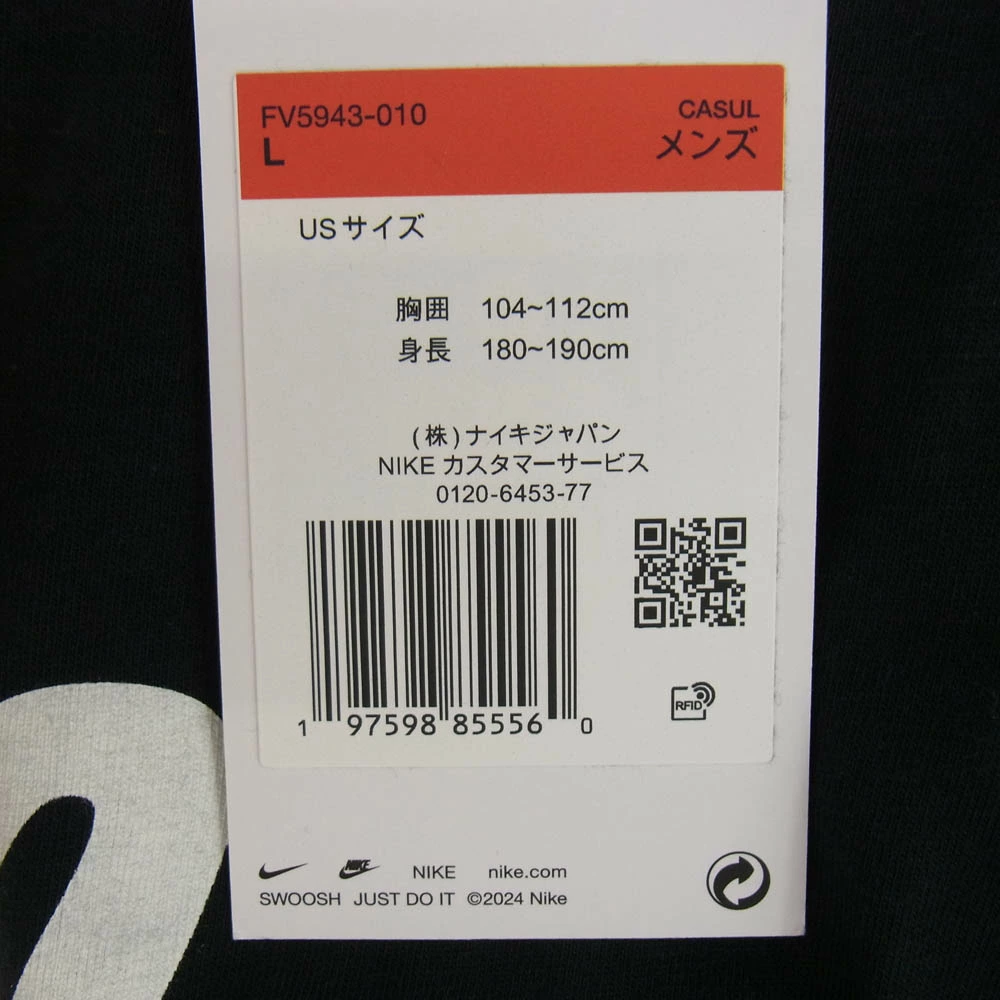 FV5943-010 CASUL
L メンズ
USサイズ
胸囲 104~112cm
身長 180~190cm
(株)ナイキジャパン
NIKE カスタマーサービス
0120-6453-77
1 97598 85556 0
RFID
NIKE NIKE nike.com
SWOOSH JUST DO IT ©2024 Nike